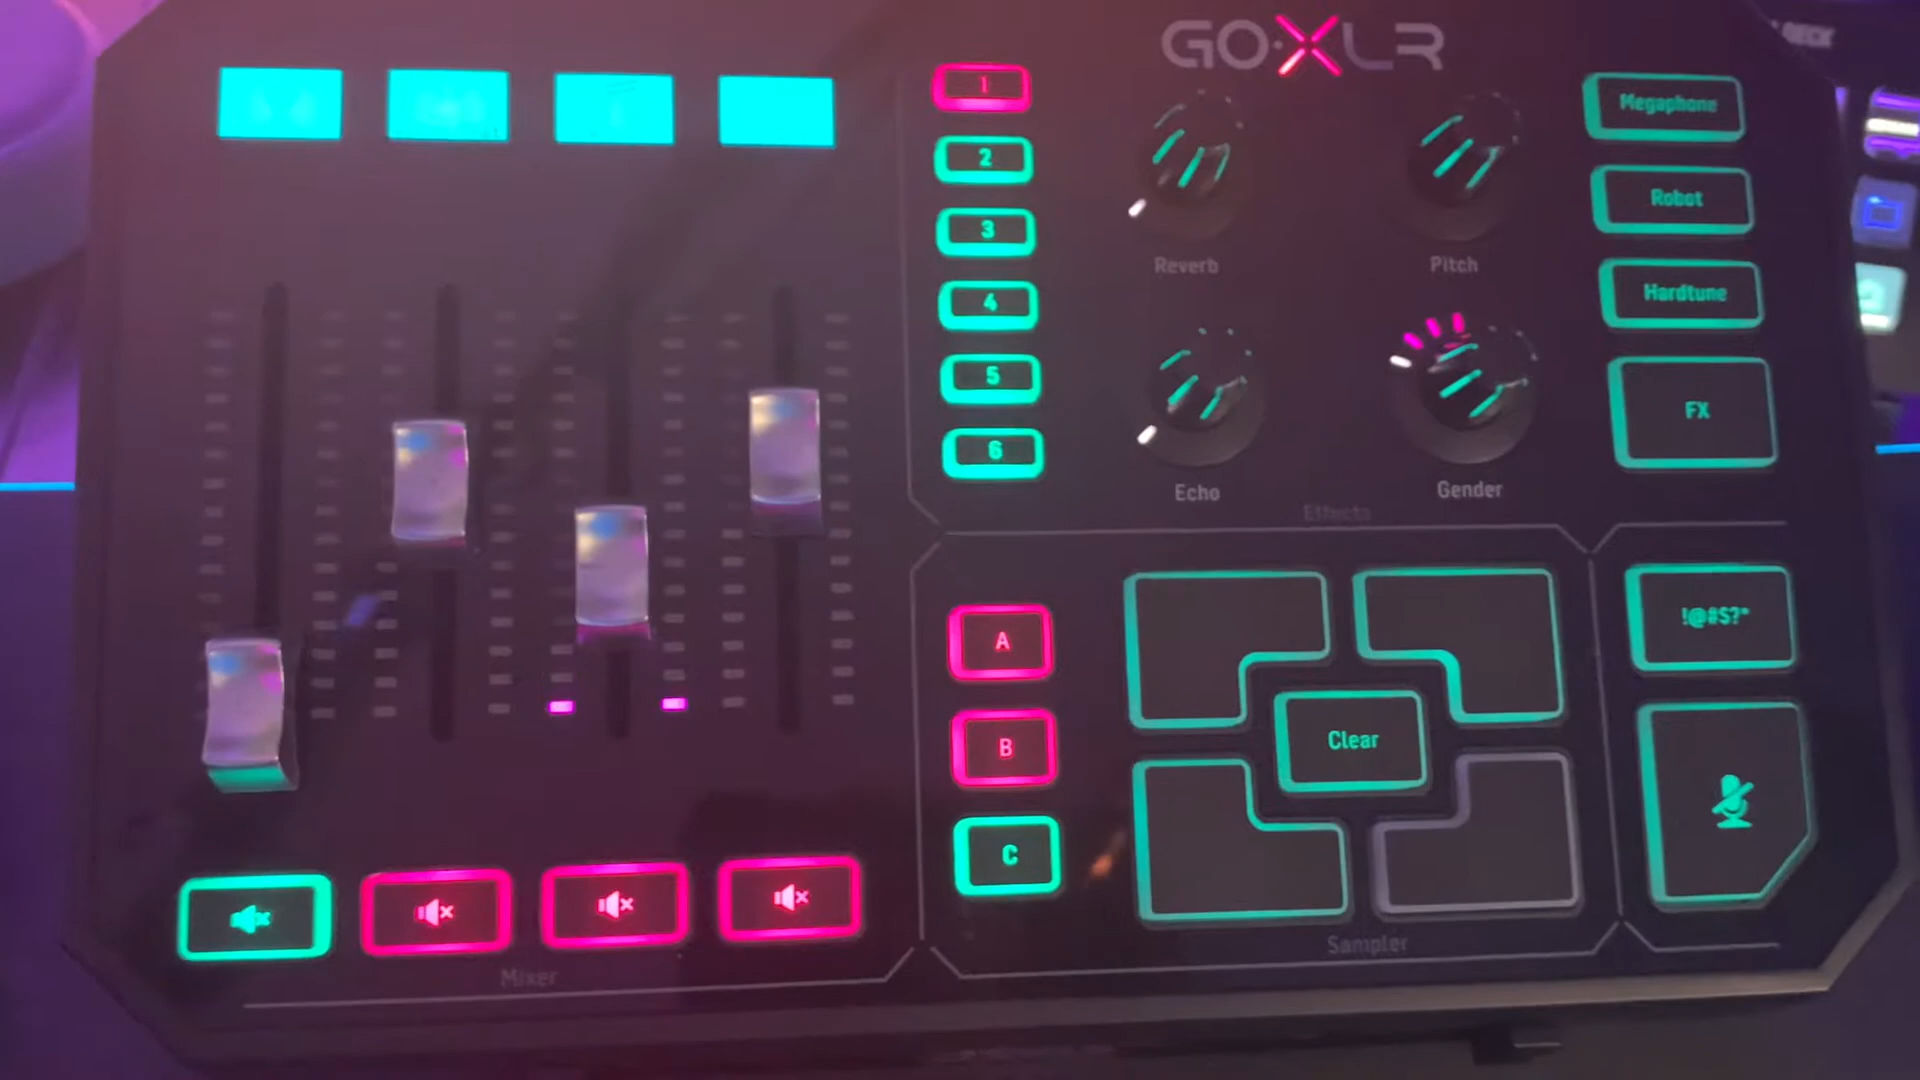 GO·XLR
1
2
3
4
5
6
Reverb
Pitch
Echo
Gender
Effects
Megaphone
Robot
Hardtune
FX
A
B
C
Clear
Sampler
!@#$?*
Mixer